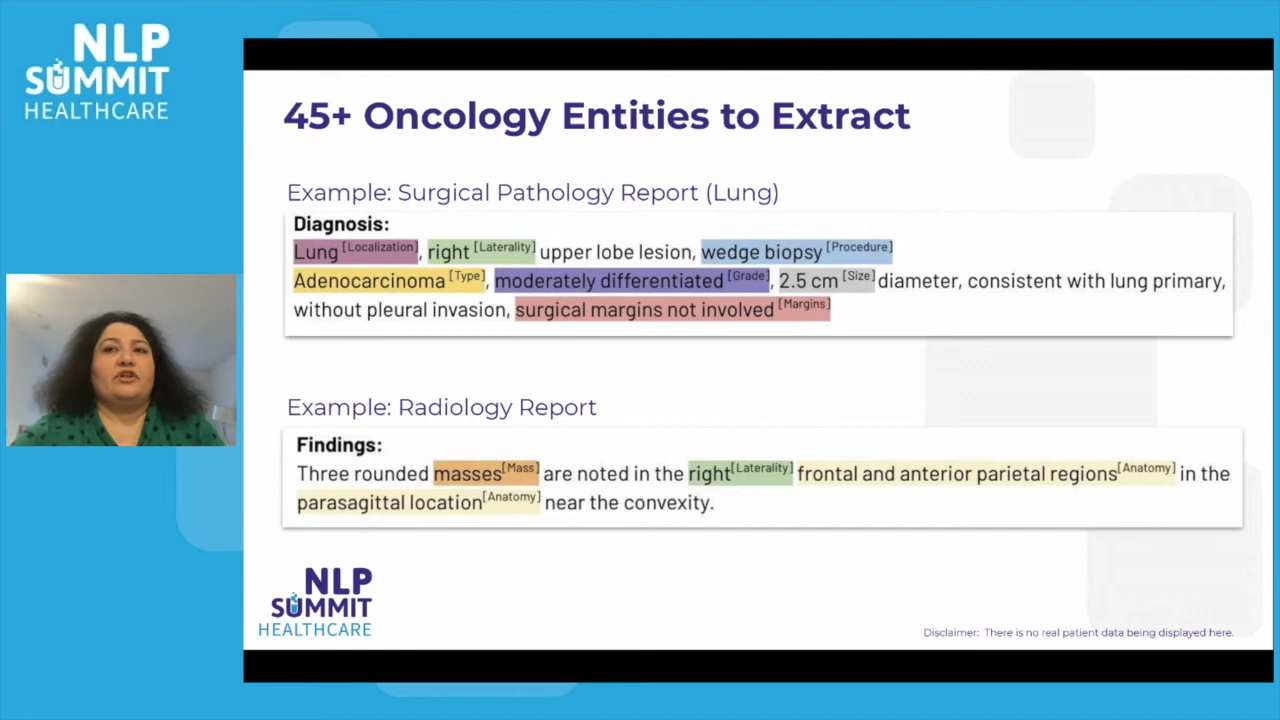 NLP
SUMMIT
HEALTHCARE
45+ Oncology Entities to Extract
Example: Surgical Pathology Report (Lung)
Diagnosis:
Lung [Localization], right [Laterality] upper lobe lesion, wedge biopsy [Procedure]
Adenocarcinoma [Type], moderately differentiated [Grade], 2.5 cm [Size] diameter, consistent with lung primary,
without pleural invasion, surgical margins not involved [Margins]
Example: Radiology Report
Findings:
Three rounded masses[Mass] are noted in the right[Laterality] frontal and anterior parietal regions[Anatomy] in the
parasagittal location[Anatomy] near the convexity.
NLP
SUMMIT
HEALTHCARE
Disclaimer: There is no real patient data being displayed here.